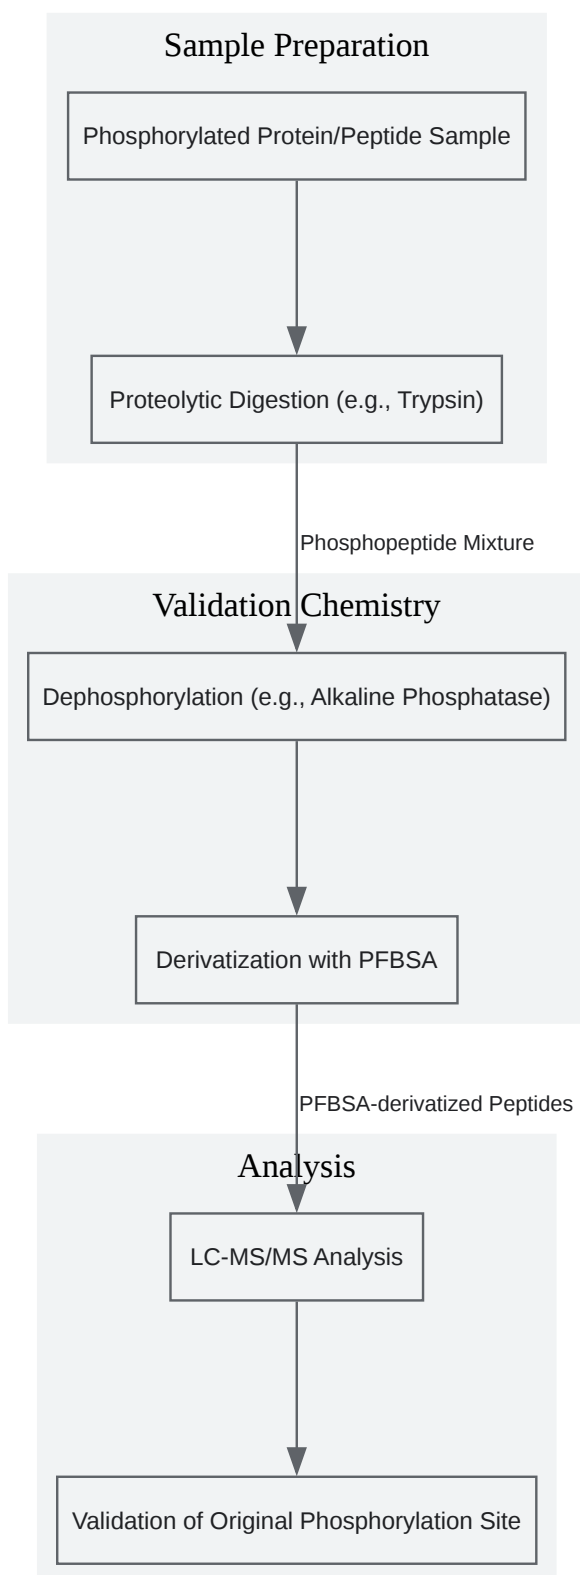 Sample Preparation
Phosphorylated Protein/Peptide Sample
Proteolytic Digestion (e.g., Trypsin)
Phosphopeptide Mixture
Validation Chemistry
Dephosphorylation (e.g., Alkaline Phosphatase)
Derivatization with PFBSA
PFBSA-derivatized Peptides
Analysis
LC-MS/MS Analysis
Validation of Original Phosphorylation Site